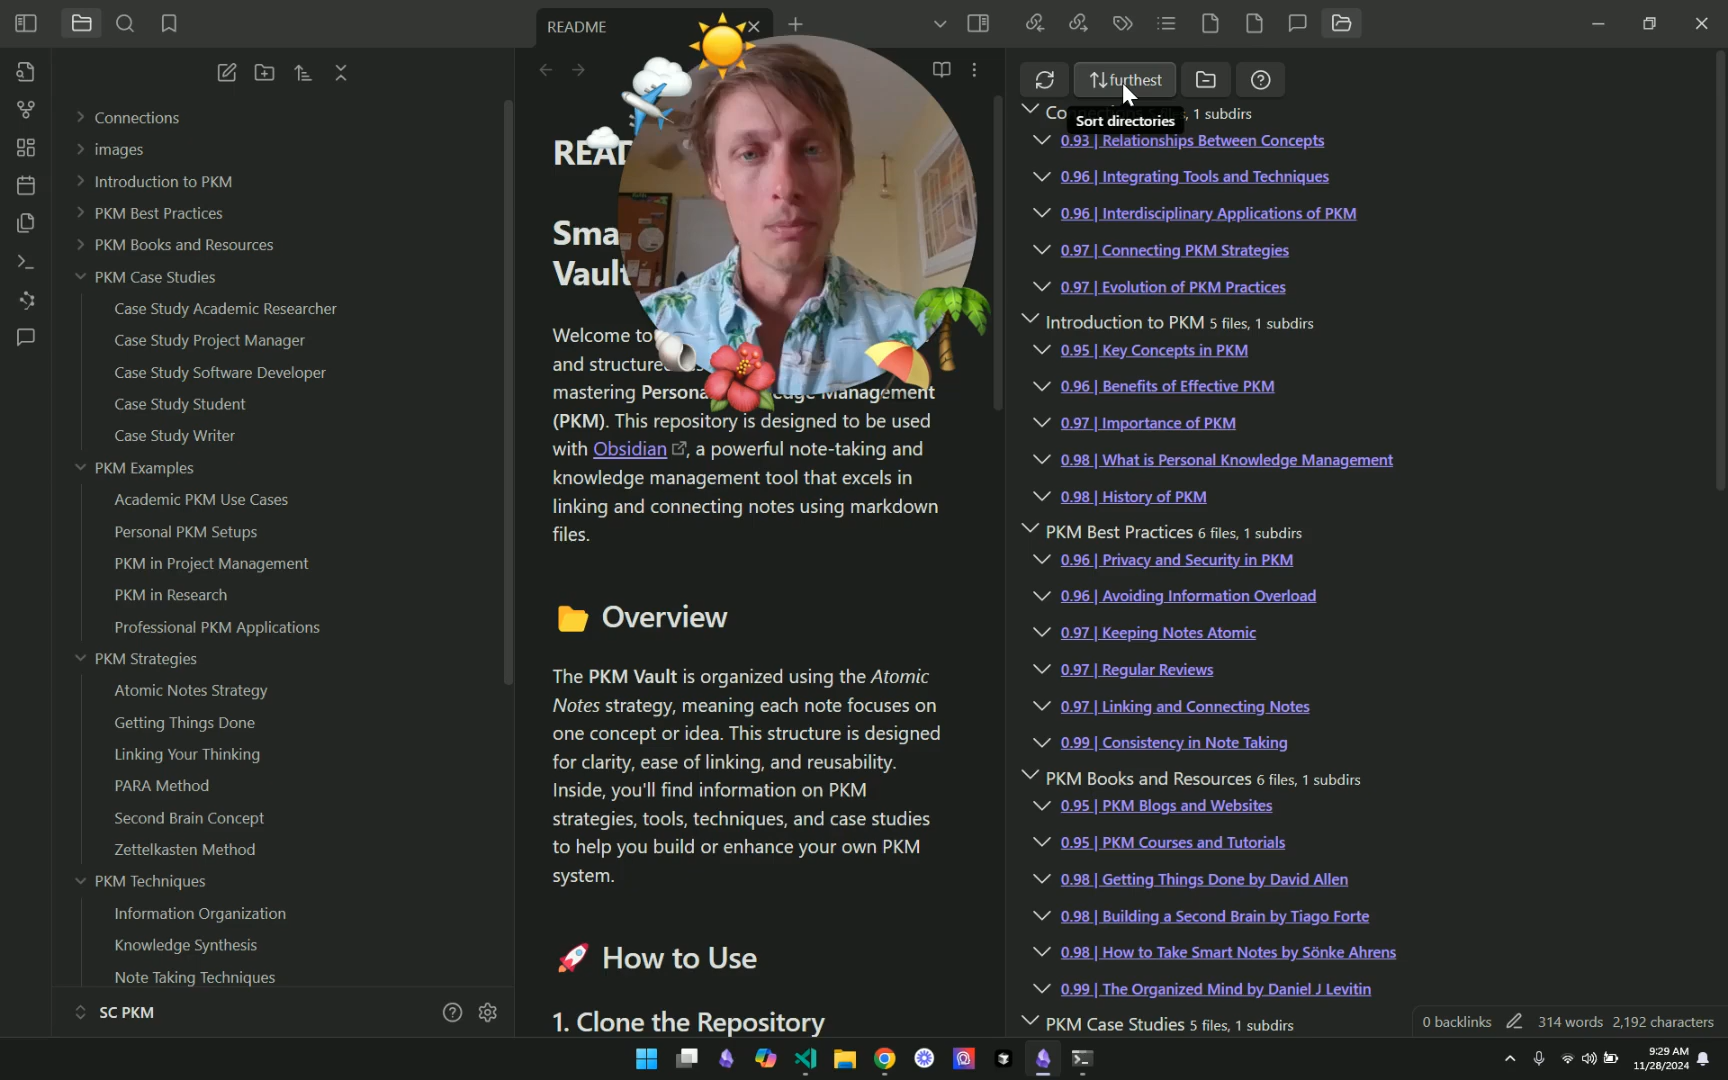 README
Connections
images
Introduction to PKM
PKM Best Practices
PKM Books and Resources
PKM Case Studies
Case Study Academic Researcher
Case Study Project Manager
Case Study Software Developer
Case Study Student
Case Study Writer
PKM Examples
Academic PKM Use Cases
Personal PKM Setups
PKM in Project Management
PKM in Research
Professional PKM Applications
PKM Strategies
Atomic Notes Strategy
Getting Things Done
Linking Your Thinking
PARA Method
Second Brain Concept
Zettelkasten Method
PKM Techniques
Information Organization
Knowledge Synthesis
Note Taking Techniques
SC PKM
READ
Sma
Vault
Welcome to
and structure
mastering Persona Management
(PKM). This repository is designed to be used
with Obsidian, a powerful note-taking and
knowledge management tool that excels in
linking and connecting notes using markdown
files.
Overview
The PKM Vault is organized using the Atomic
Notes strategy, meaning each note focuses on
one concept or idea. This structure is designed
for clarity, ease of linking, and reusability.
Inside, you'll find information on PKM
strategies, tools, techniques, and case studies
to help you build or enhance your own PKM
system.
How to Use
1. Clone the Repository
furthest
Sort directories
Co , 1 subdirs
0.93 | Relationships Between Concepts
0.96 | Integrating Tools and Techniques
0.96 | Interdisciplinary Applications of PKM
0.97 | Connecting PKM Strategies
0.97 | Evolution of PKM Practices
Introduction to PKM 5 files, 1 subdirs
0.95 | Key Concepts in PKM
0.96 | Benefits of Effective PKM
0.97 | Importance of PKM
0.98 | What is Personal Knowledge Management
0.98 | History of PKM
PKM Best Practices 6 files, 1 subdirs
0.96 | Privacy and Security in PKM
0.96 | Avoiding Information Overload
0.97 | Keeping Notes Atomic
0.97 | Regular Reviews
0.97 | Linking and Connecting Notes
0.99 | Consistency in Note Taking
PKM Books and Resources 6 files, 1 subdirs
0.95 | PKM Blogs and Websites
0.95 | PKM Courses and Tutorials
0.98 | Getting Things Done by David Allen
0.98 | Building a Second Brain by Tiago Forte
0.98 | How to Take Smart Notes by Sönke Ahrens
0.99 | The Organized Mind by Daniel J Levitin
PKM Case Studies 5 files, 1 subdirs
0 backlinks 314 words 2,192 characters
9:29 AM
11/28/2024